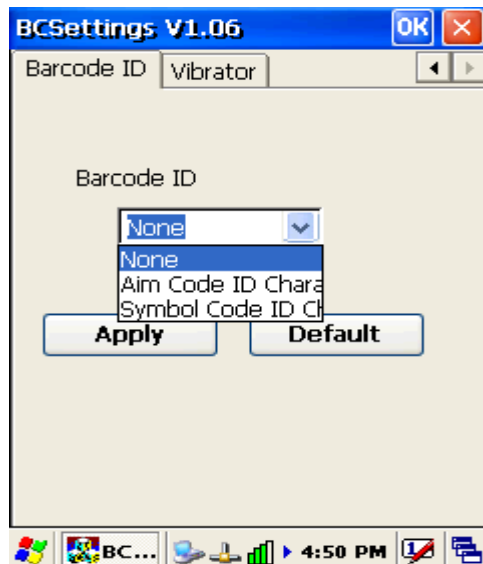 BCSettings V1.06 OK
Barcode ID Vibrator
Barcode ID
None
None
Aim Code ID Chara
Symbol Code ID Ch
Apply Default
BC... 4:50 PM